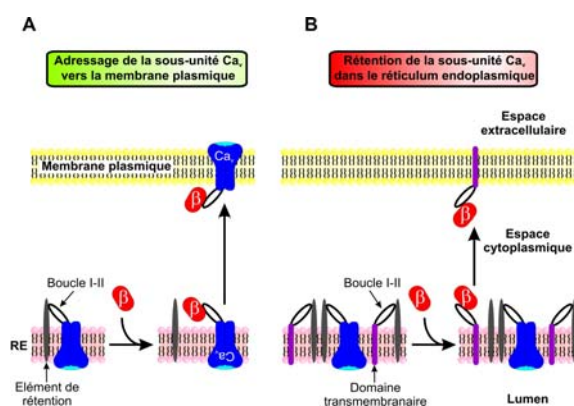 A
Adressage de la sous-unité Cav
vers la membrane plasmique
Cav
Membrane plasmique
β
Boucle I-II
β
β
RE
Cav
Elément de
rétention
B
Rétention de la sous-unité Cav
dans le réticulum endoplasmique
Espace
extracellulaire
β
Espace
cytoplasmique
Boucle I-II
β
β
Domaine
transmembranaire
Lumen